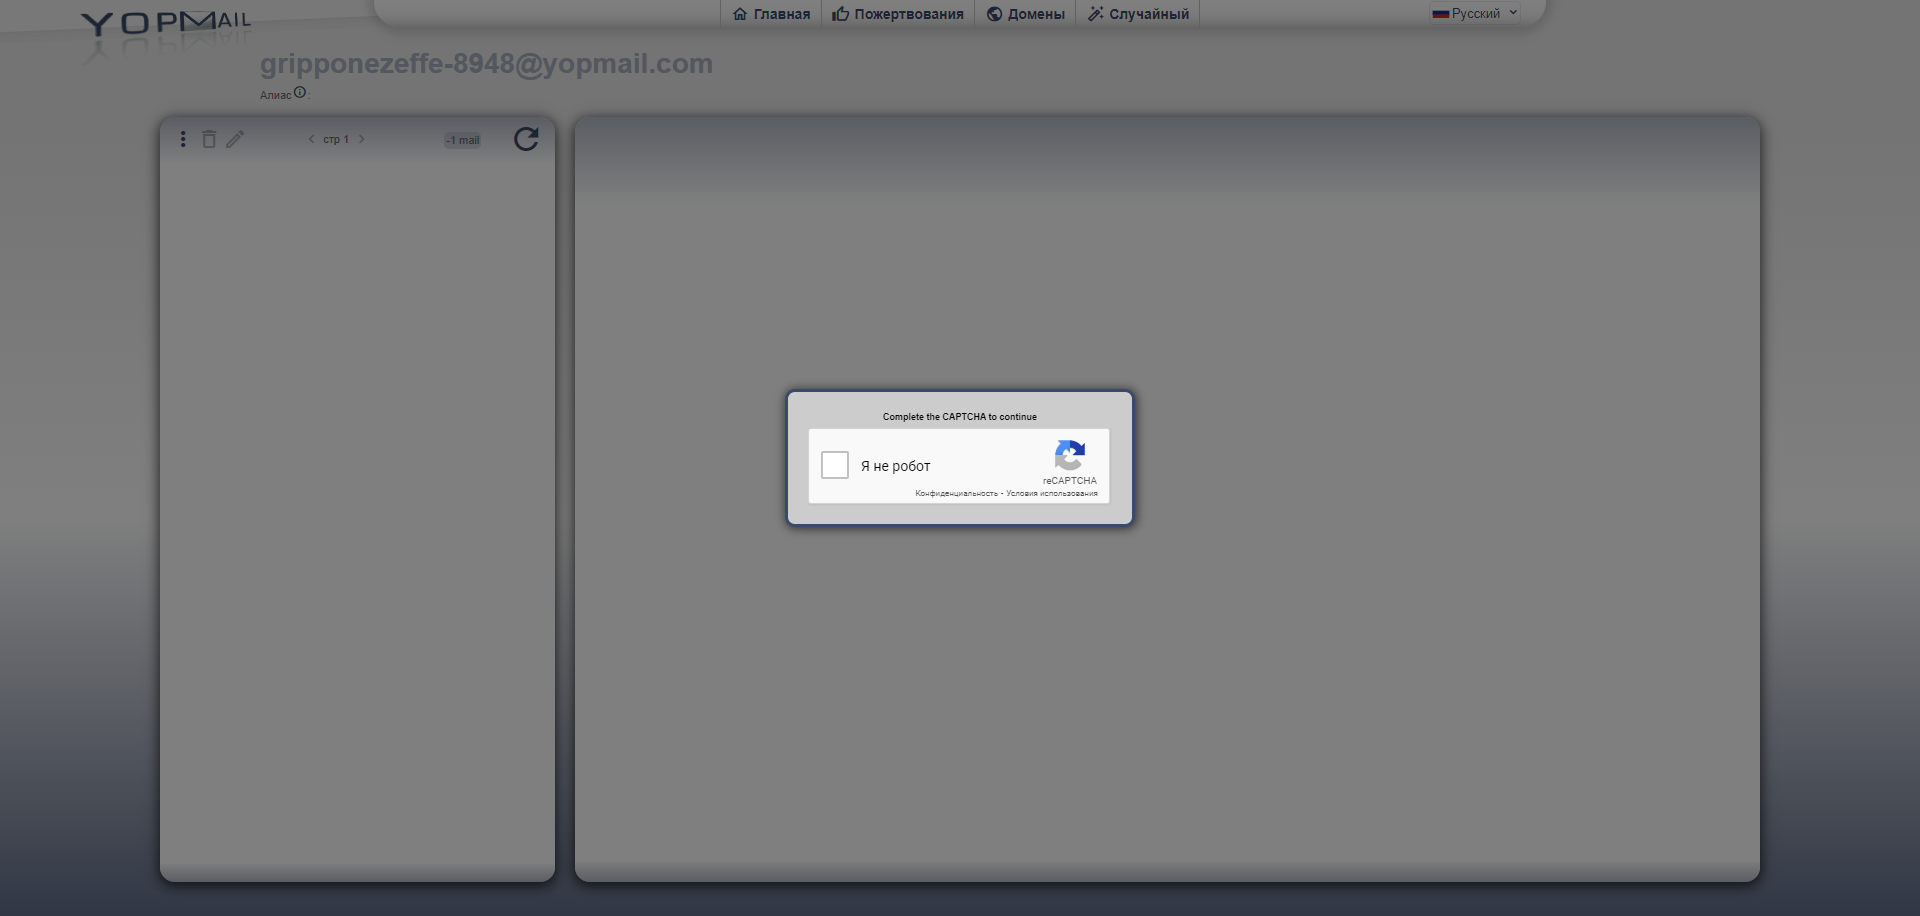 YOPMAIL
Главная
Пожертвования
Домены
Случайный
Русский
gripponezeffe-8948@yopmail.com
Алиас :
стр 1
-1 mail
Complete the CAPTCHA to continue
Я не робот
reCAPTCHA
Конфиденциальность - Условия использования